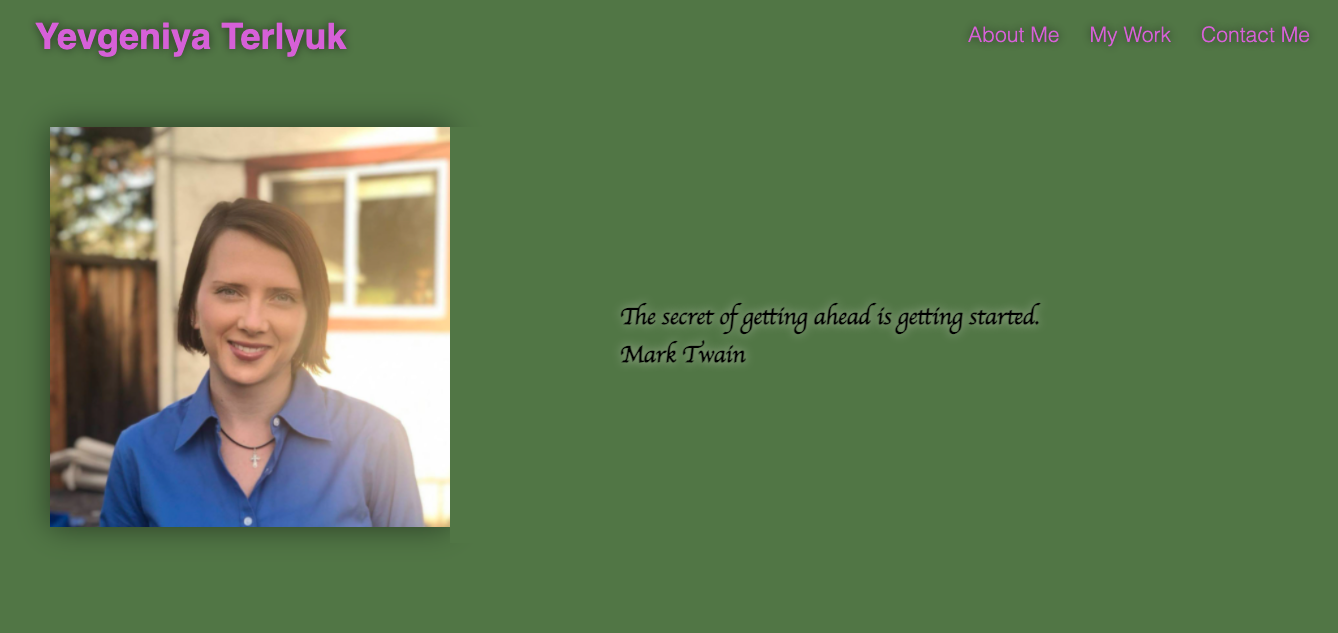 Yevgeniya Terlyuk
About Me My Work Contact Me
The secret of getting ahead is getting started.
Mark Twain